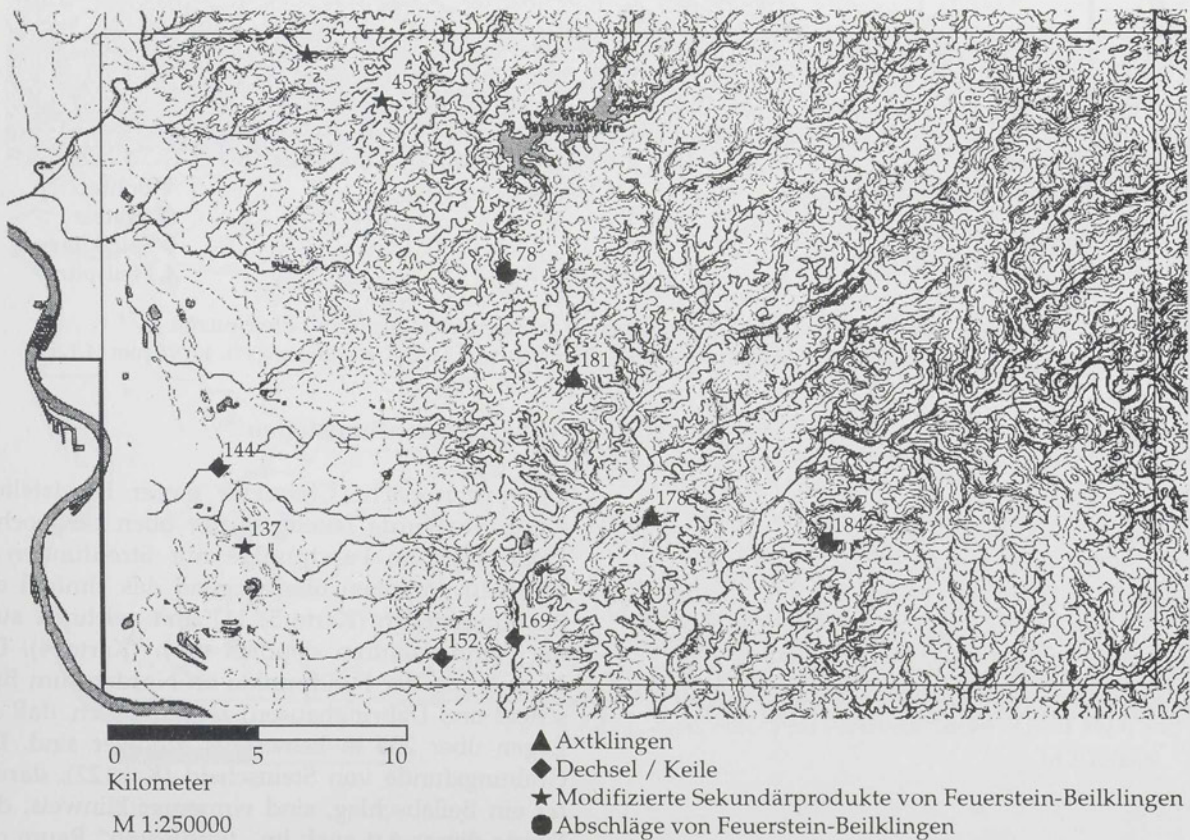 3
45
78
181
144
178
137
184
169
152
0 5 10
Kilometer
M 1:250000
Axtklingen
Dechsel / Keile
Modifizierte Sekundärprodukte von Feuerstein-Beilklingen
Abschläge von Feuerstein-Beilklingen